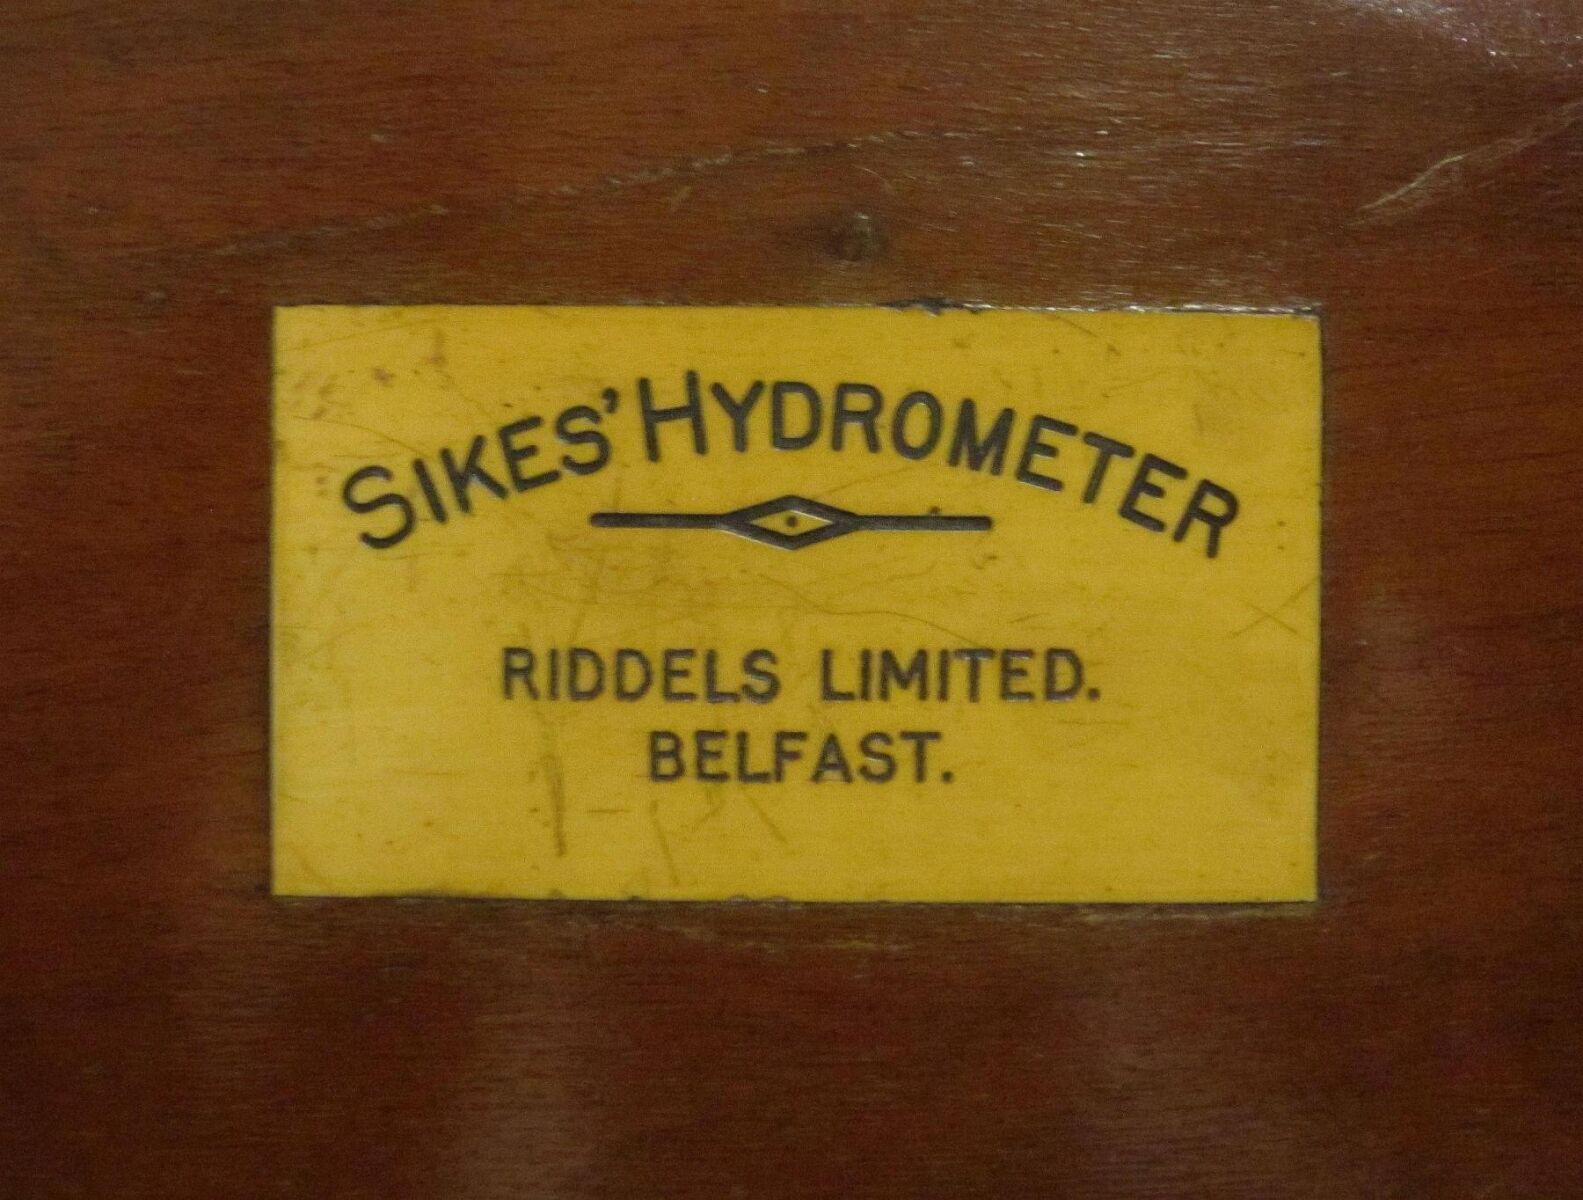 SIKES' HYDROMETER
RIDDELS LIMITED.
BELFAST.